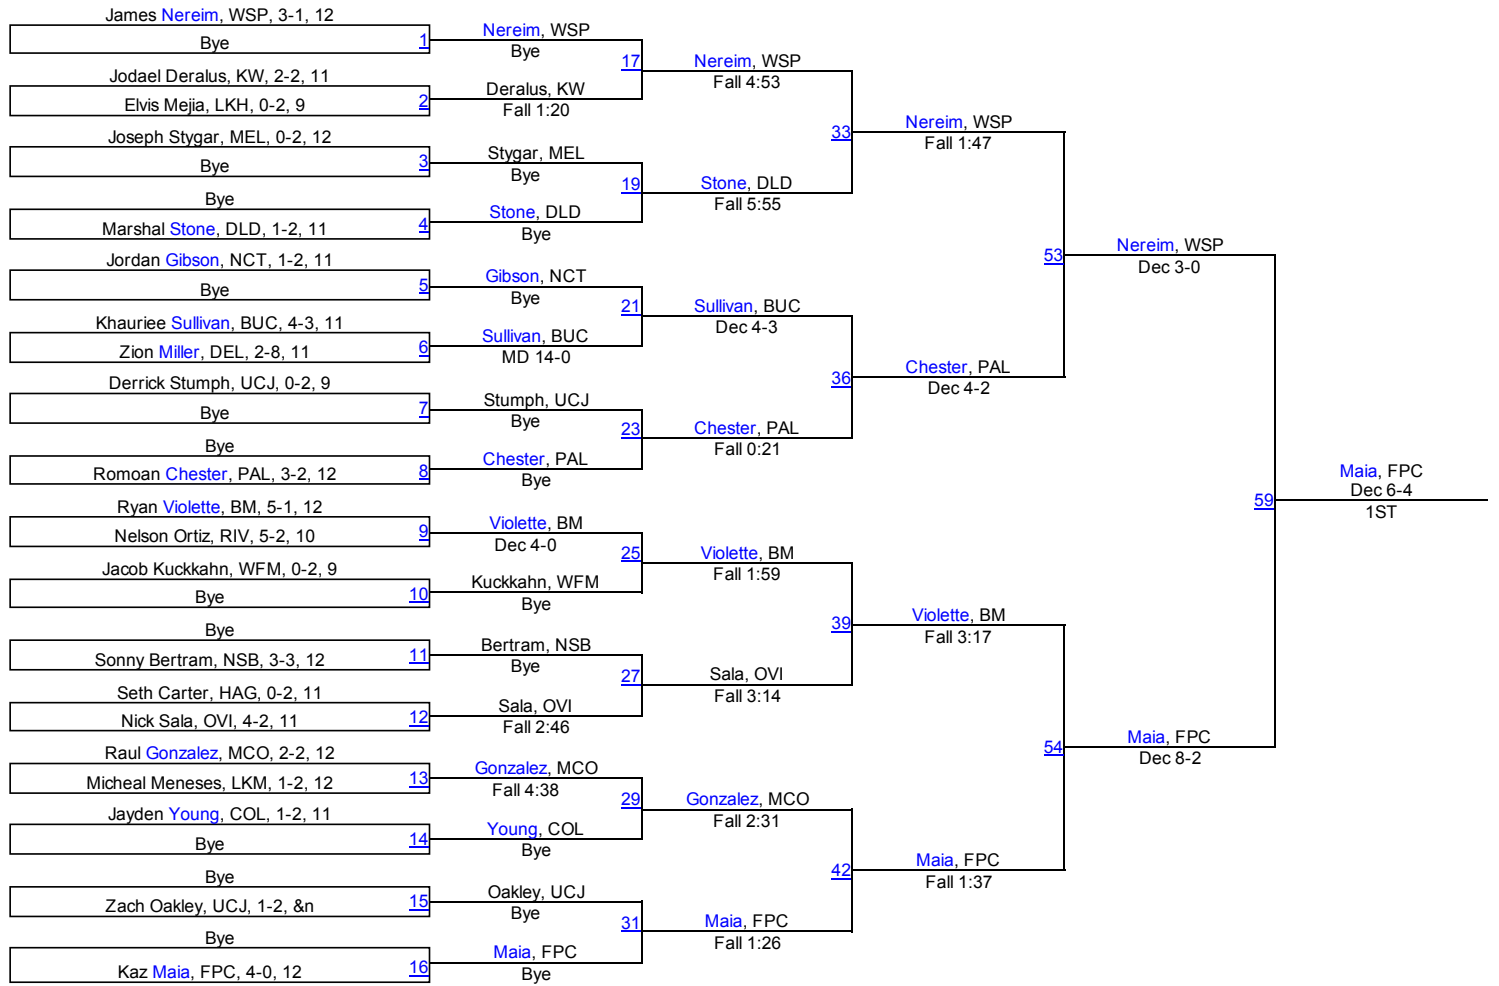 James Nereim, WSP, 3-1, 12
Bye
1
Jodael Deralus, KW, 2-2, 11
Elvis Mejia, LKH, 0-2, 9
2
Joseph Stygar, MEL, 0-2, 12
Bye
3
Bye
Marshal Stone, DLD, 1-2, 11
4
Jordan Gibson, NCT, 1-2, 11
Bye
5
Khauriee Sullivan, BUC, 4-3, 11
Zion Miller, DEL, 2-8, 11
6
Derrick Stumph, UCJ, 0-2, 9
Bye
7
Bye
Romoan Chester, PAL, 3-2, 12
8
Ryan Violette, BM, 5-1, 12
Nelson Ortiz, RIV, 5-2, 10
9
Jacob Kuckkahn, WFM, 0-2, 9
Bye
10
Bye
Sonny Bertram, NSB, 3-3, 12
11
Seth Carter, HAG, 0-2, 11
Nick Sala, OVI, 4-2, 11
12
Raul Gonzalez, MCO, 2-2, 12
Micheal Meneses, LKM, 1-2, 12
13
Jayden Young, COL, 1-2, 11
Bye
14
Bye
Zach Oakley, UCJ, 1-2, &n
15
Bye
Kaz Maia, FPC, 4-0, 12
16
Nereim, WSP
Bye
17
Deralus, KW
Fall 1:20
Stygar, MEL
Bye
19
Stone, DLD
Bye
Gibson, NCT
Bye
21
Sullivan, BUC
MD 14-0
Stumph, UCJ
Bye
23
Chester, PAL
Bye
Violette, BM
Dec 4-0
25
Kuckkahn, WFM
Bye
Bertram, NSB
Bye
27
Sala, OVI
Fall 2:46
Gonzalez, MCO
Fall 4:38
29
Young, COL
Bye
Oakley, UCJ
Bye
31
Maia, FPC
Bye
Nereim, WSP
Fall 4:53
33
Stone, DLD
Fall 5:55
Sullivan, BUC
Dec 4-3
36
Chester, PAL
Fall 0:21
Violette, BM
Fall 1:59
39
Sala, OVI
Fall 3:14
Gonzalez, MCO
Fall 2:31
42
Maia, FPC
Fall 1:26
Nereim, WSP
Fall 1:47
53
Chester, PAL
Dec 4-2
Violette, BM
Fall 3:17
54
Maia, FPC
Fall 1:37
Nereim, WSP
Dec 3-0
59
Maia, FPC
Dec 8-2
Maia, FPC
Dec 6-4
1ST